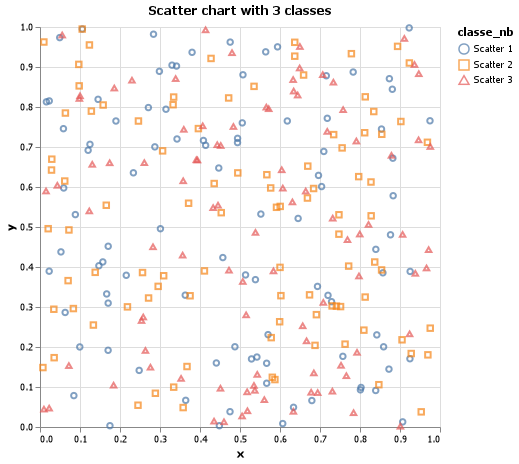 Scatter chart with 3 classes
classe_nb
Scatter 1
Scatter 2
Scatter 3
y
1.0
0.9
0.8
0.7
0.6
0.5
0.4
0.3
0.2
0.1
0.0
0.0 0.1 0.2 0.3 0.4 0.5 0.6 0.7 0.8 0.9 1.0
x